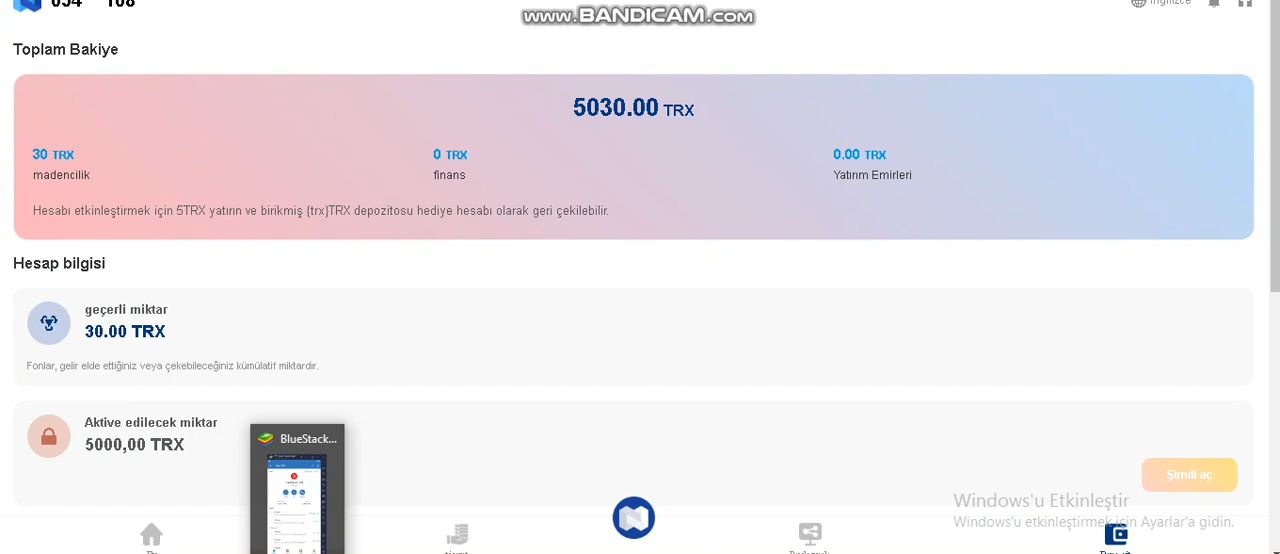 WWW.BANDICAM.COM
İngilizce
Toplam Bakiye
5030.00 TRX
30 TRX
0 TRX
0.00 TRX
madencilik
finans
Yatırım Emirleri
Hesabı etkinleştirmek için 5TRX yatırın ve birikmiş {trx}TRX depozitosu hediye hesabı olarak geri çekilebilir.
Hesap bilgisi
geçerli miktar
30.00 TRX
Fonlar, gelir elde ettiğiniz veya çekebileceğiniz kümülatif miktardır.
Aktive edilecek miktar
5000,00 TRX
BlueStack...
Şimdi aç
Windows'u Etkinleştir
Windows'u etkinleştirmek için Ayarlar'a gidin.